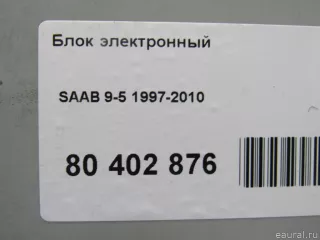 Блок электронный
SAAB 9-5 1997-2010
80 402 876
eaural.ru